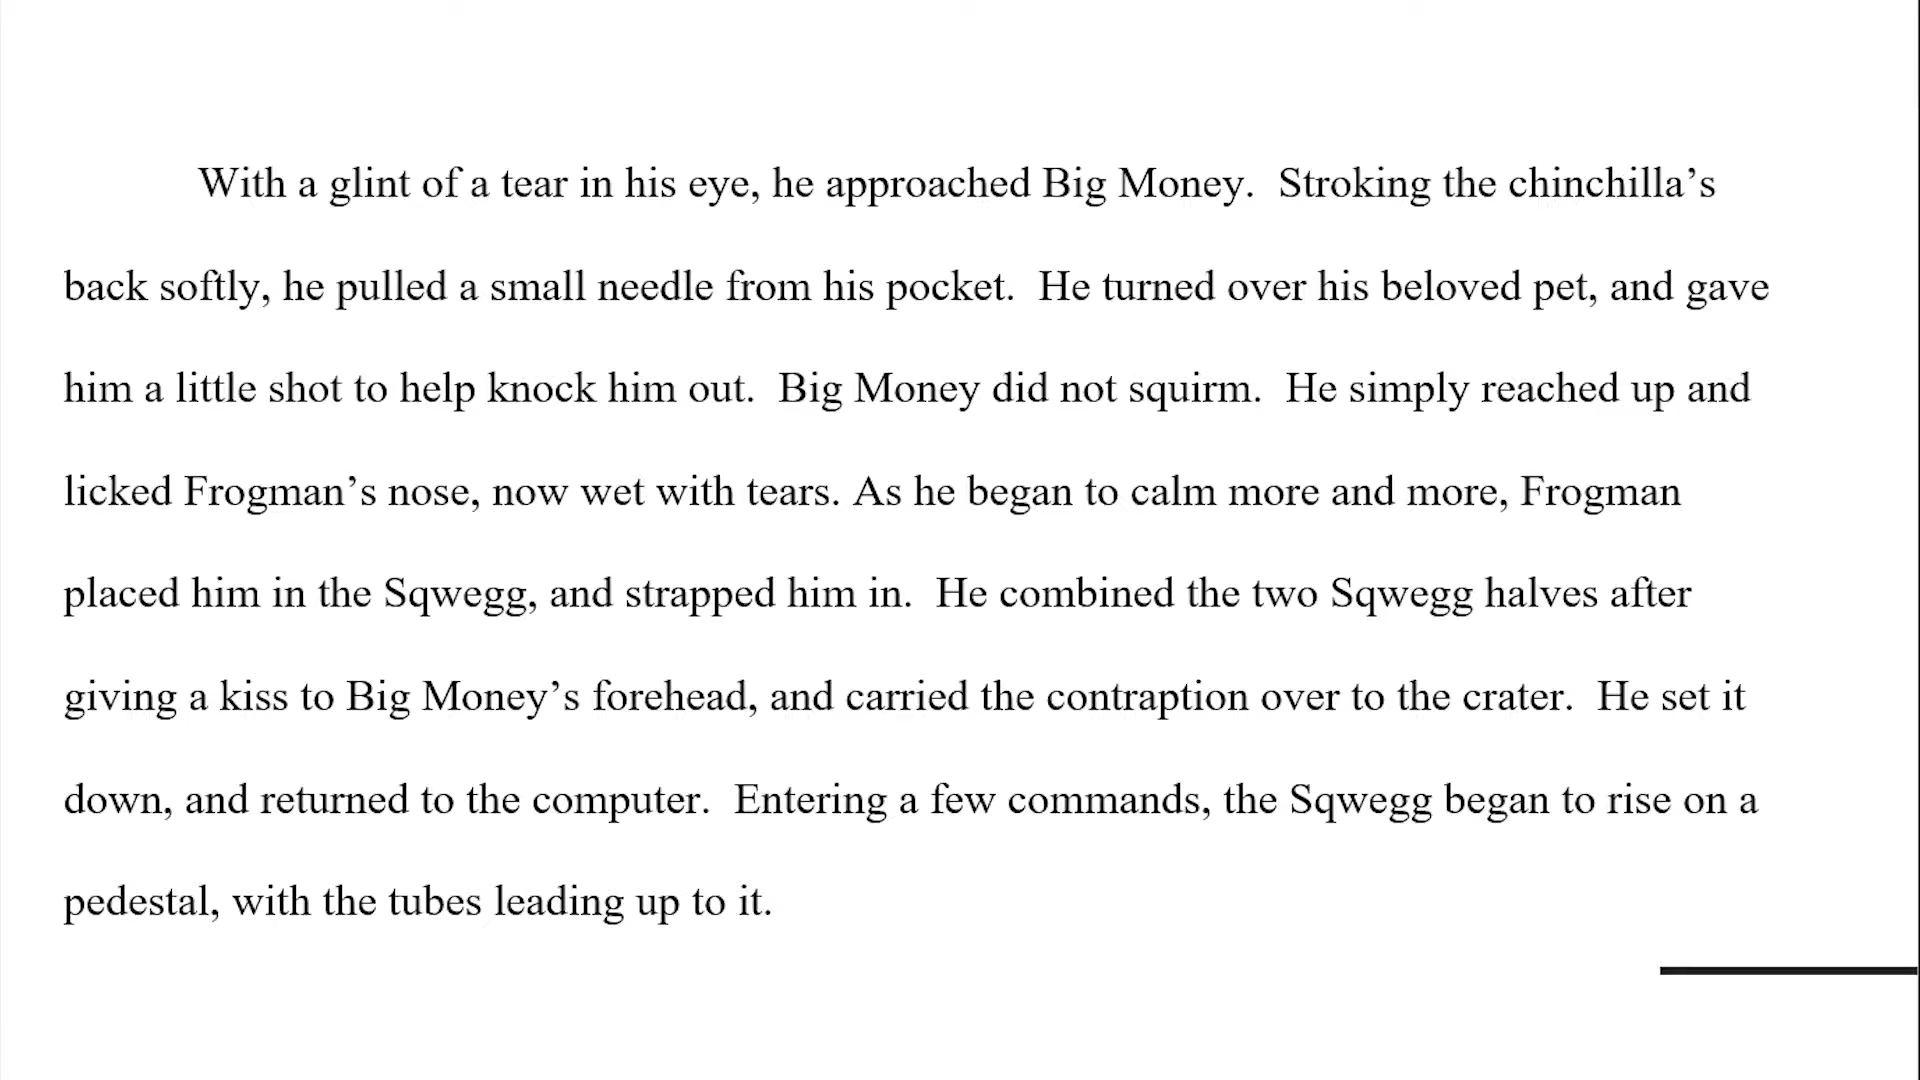 With a glint of a tear in his eye, he approached Big Money.  Stroking the chinchilla’s
back softly, he pulled a small needle from his pocket.  He turned over his beloved pet, and gave
him a little shot to help knock him out.  Big Money did not squirm.  He simply reached up and
licked Frogman’s nose, now wet with tears. As he began to calm more and more, Frogman
placed him in the Sqwegg, and strapped him in.  He combined the two Sqwegg halves after
giving a kiss to Big Money’s forehead, and carried the contraption over to the crater.  He set it
down, and returned to the computer.  Entering a few commands, the Sqwegg began to rise on a
pedestal, with the tubes leading up to it.